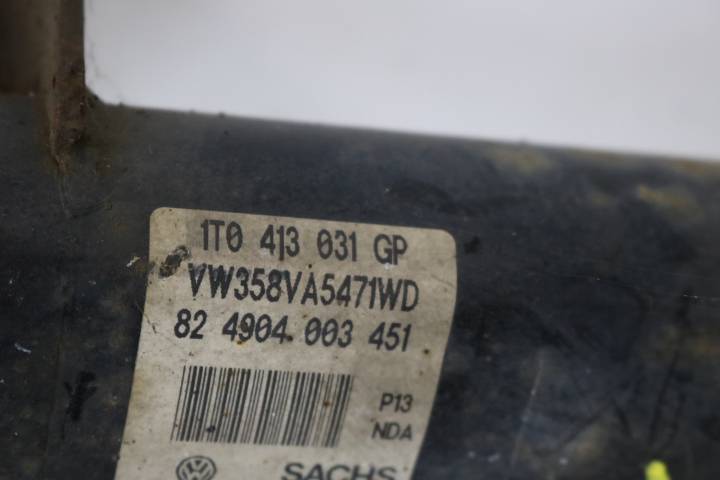 1T0 413 031 GP
VW358VA5471WD
82 4904 003 451
P13
NDA
SACHS